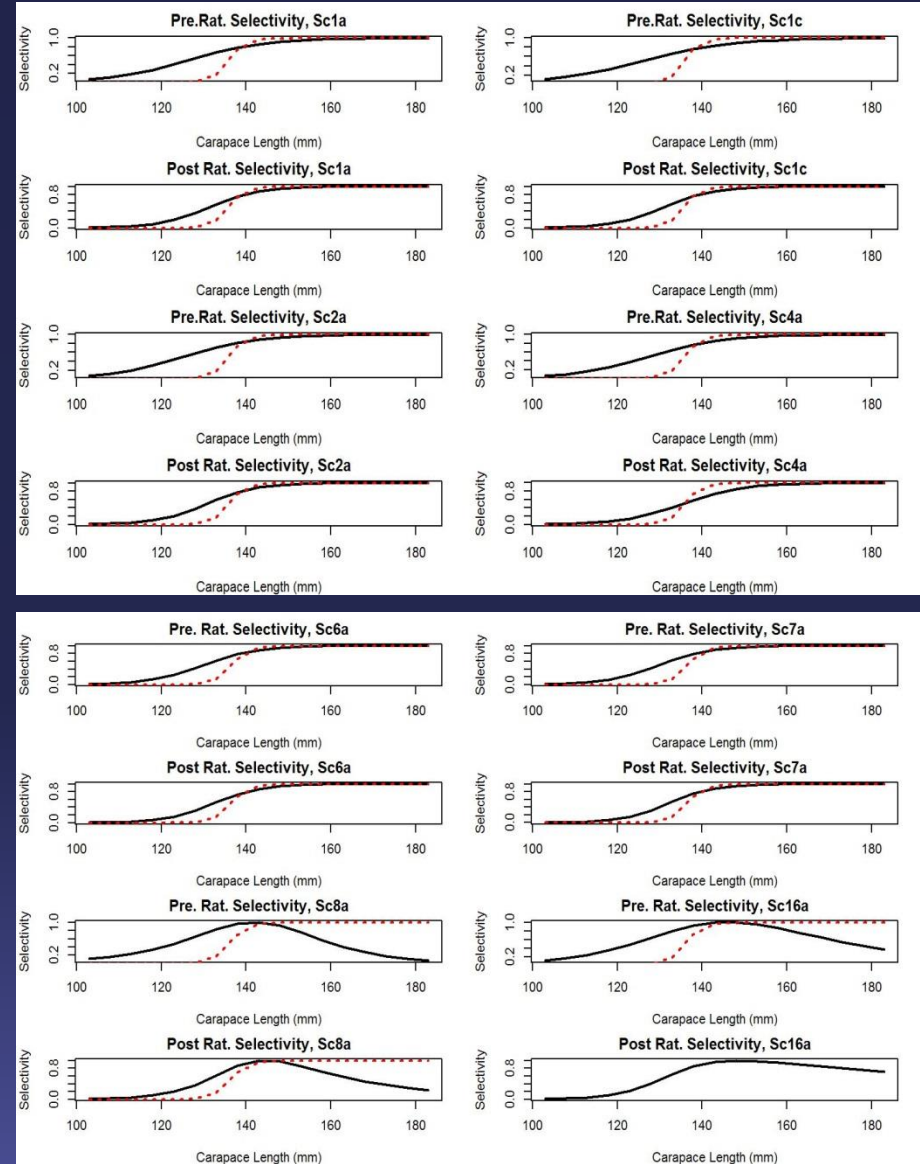 Pre.Rat. Selectivity, Sc1a
Selectivity
0.2 1.0
100 120 140 160 180
Carapace Length (mm)
Pre.Rat. Selectivity, Sc1c
Selectivity
0.2 1.0
100 120 140 160 180
Carapace Length (mm)
Post Rat. Selectivity, Sc1a
Selectivity
0.0 0.8
100 120 140 160 180
Carapace Length (mm)
Post Rat. Selectivity, Sc1c
Selectivity
0.0 0.8
100 120 140 160 180
Carapace Length (mm)
Pre.Rat. Selectivity, Sc2a
Selectivity
0.2 1.0
100 120 140 160 180
Carapace Length (mm)
Pre.Rat. Selectivity, Sc4a
Selectivity
0.2 1.0
100 120 140 160 180
Carapace Length (mm)
Post Rat. Selectivity, Sc2a
Selectivity
0.0 0.8
100 120 140 160 180
Carapace Length (mm)
Post Rat. Selectivity, Sc4a
Selectivity
0.0 0.8
100 120 140 160 180
Carapace Length (mm)
Pre. Rat. Selectivity, Sc6a
Selectivity
0.0 0.8
100 120 140 160 180
Carapace Length (mm)
Pre. Rat. Selectivity, Sc7a
Selectivity
0.0 0.8
100 120 140 160 180
Carapace Length (mm)
Post Rat. Selectivity, Sc6a
Selectivity
0.0 0.8
100 120 140 160 180
Carapace Length (mm)
Post Rat. Selectivity, Sc7a
Selectivity
0.0 0.8
100 120 140 160 180
Carapace Length (mm)
Pre. Rat. Selectivity, Sc8a
Selectivity
0.2 1.0
100 120 140 160 180
Carapace Length (mm)
Pre. Rat. Selectivity, Sc16a
Selectivity
0.2 1.0
100 120 140 160 180
Carapace Length (mm)
Post Rat. Selectivity, Sc8a
Selectivity
0.0 0.8
100 120 140 160 180
Carapace Length (mm)
Post Rat. Selectivity, Sc16a
Selectivity
0.0 0.8
100 120 140 160 180
Carapace Length (mm)